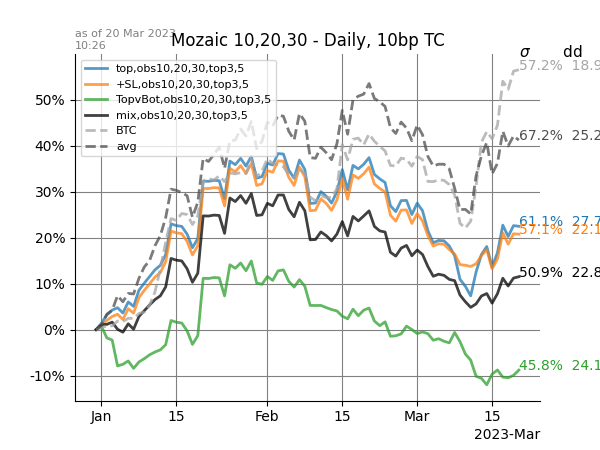 as of 20 Mar 2023
10:26
Mozaic 10,20,30 - Daily, 10bp TC
σ dd
top,obs10,20,30,top3,5
+SL,obs10,20,30,top3,5
TopvBot,obs10,20,30,top3,5
mix,obs10,20,30,top3,5
BTC
avg
57.2% 18.9
67.2% 25.2
61.1% 27.7
57.1% 22.1
50.9% 22.8
45.8% 24.1
50%
40%
30%
20%
10%
0%
-10%
Jan 15 Feb 15 Mar 15
2023-Mar